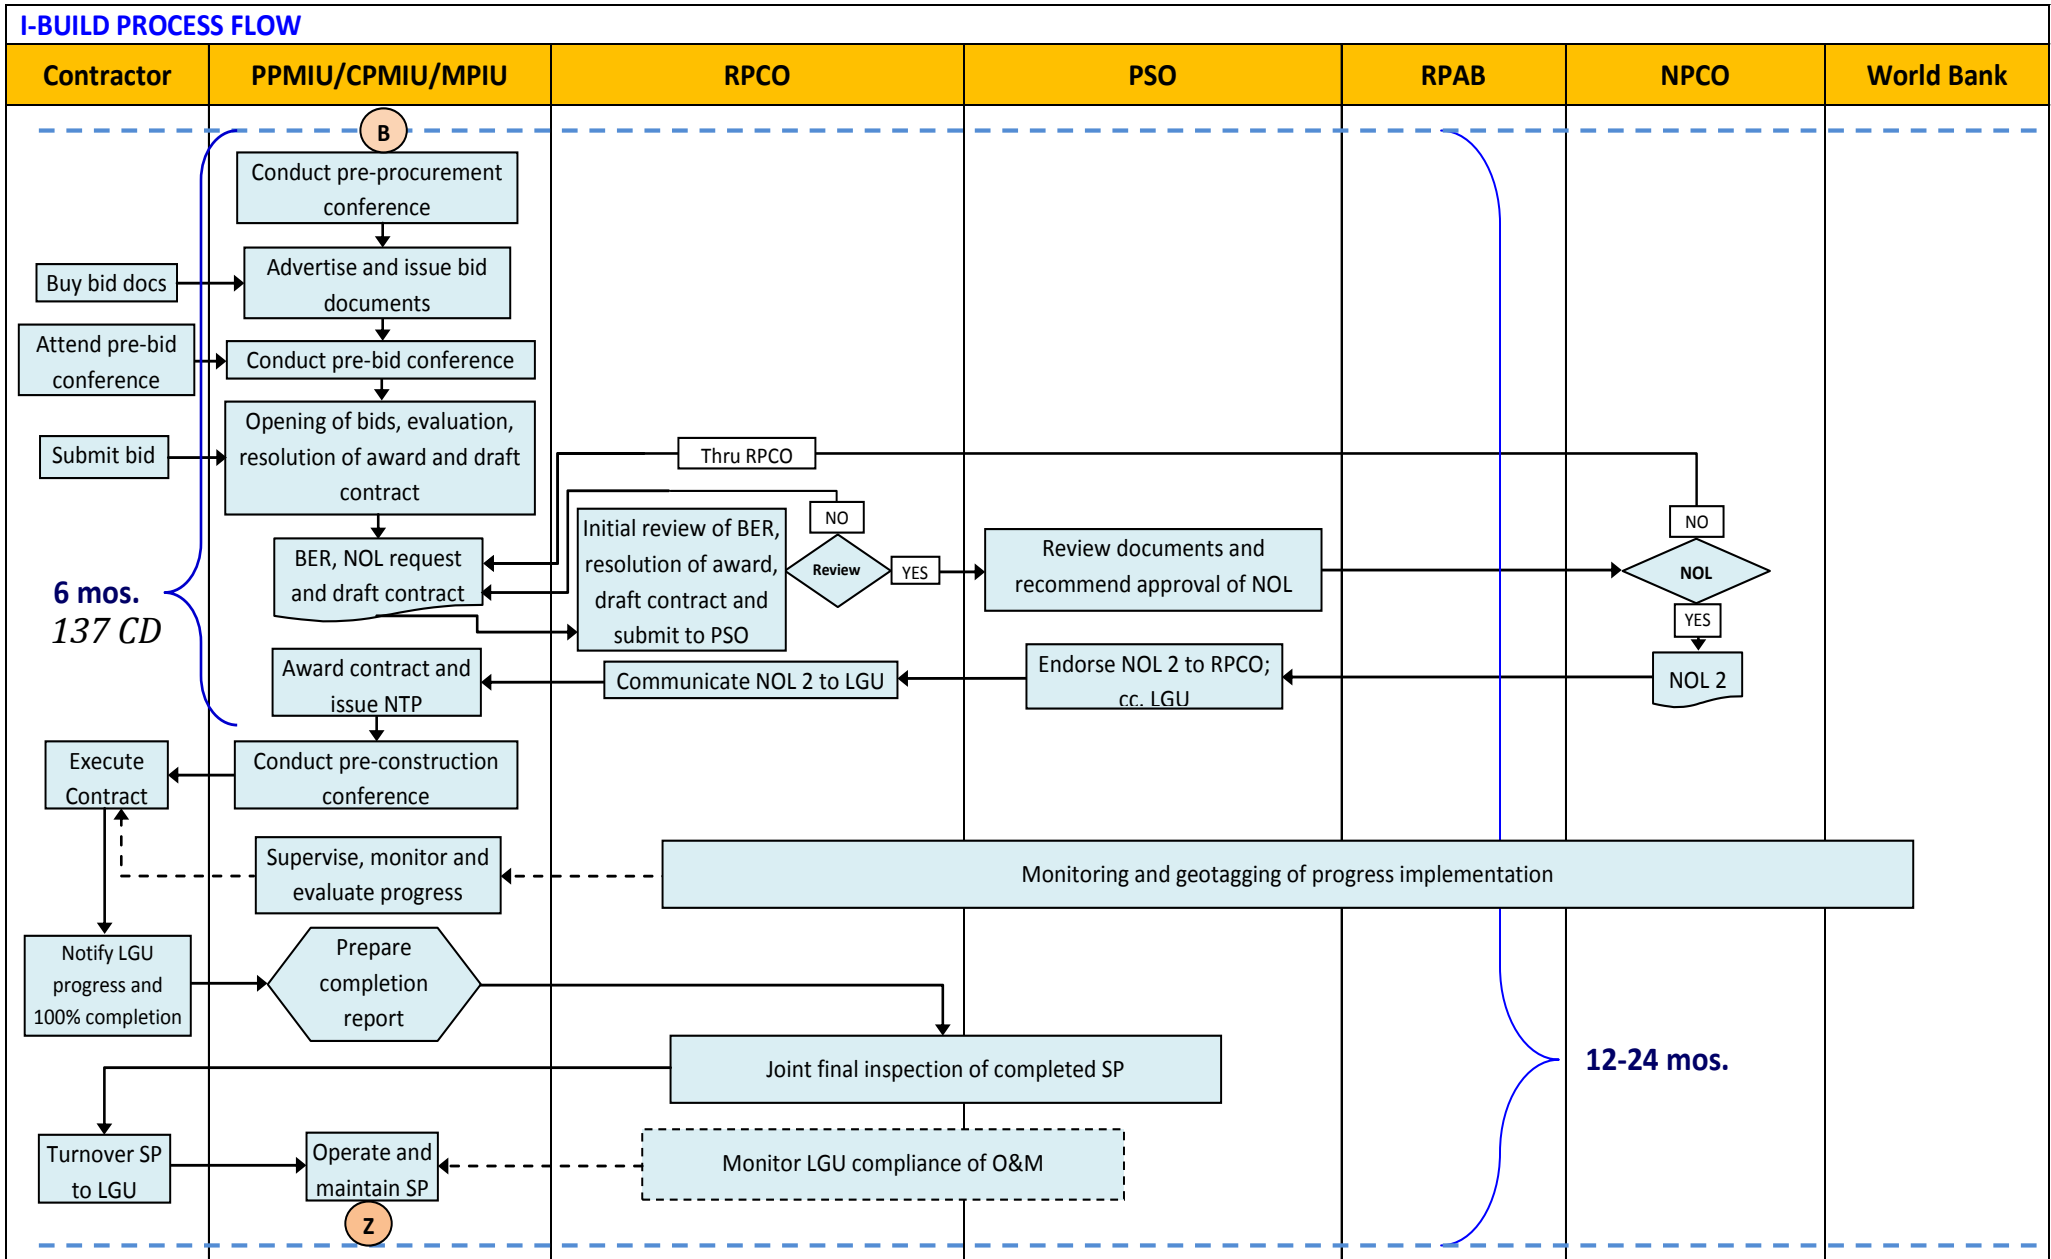 I-BUILD PROCESS FLOW
Contractor
PPMIU/CPMIU/MPIU
RPCO
PSO
RPAB
NPCO
World Bank
B
Conduct pre-procurement
conference
Buy bid docs
Advertise and issue bid
documents
Attend pre-bid
conference
Conduct pre-bid conference
Submit bid
Opening of bids, evaluation,
resolution of award and draft
contract
Thru RPCO
BER, NOL request
and draft contract
Initial review of BER,
resolution of award,
draft contract and
submit to PSO
NO
Review
YES
Review documents and
recommend approval of NOL
NO
NOL
YES
6 mos.
137 CD
Award contract and
issue NTP
Communicate NOL 2 to LGU
Endorse NOL 2 to RPCO;
cc. LGU
NOL 2
Execute
Contract
Conduct pre-construction
conference
Supervise, monitor and
evaluate progress
Monitoring and geotagging of progress implementation
Notify LGU
progress and
100% completion
Prepare
completion
report
Joint final inspection of completed SP
12-24 mos.
Turnover SP
to LGU
Operate and
maintain SP
Monitor LGU compliance of O&M
Z